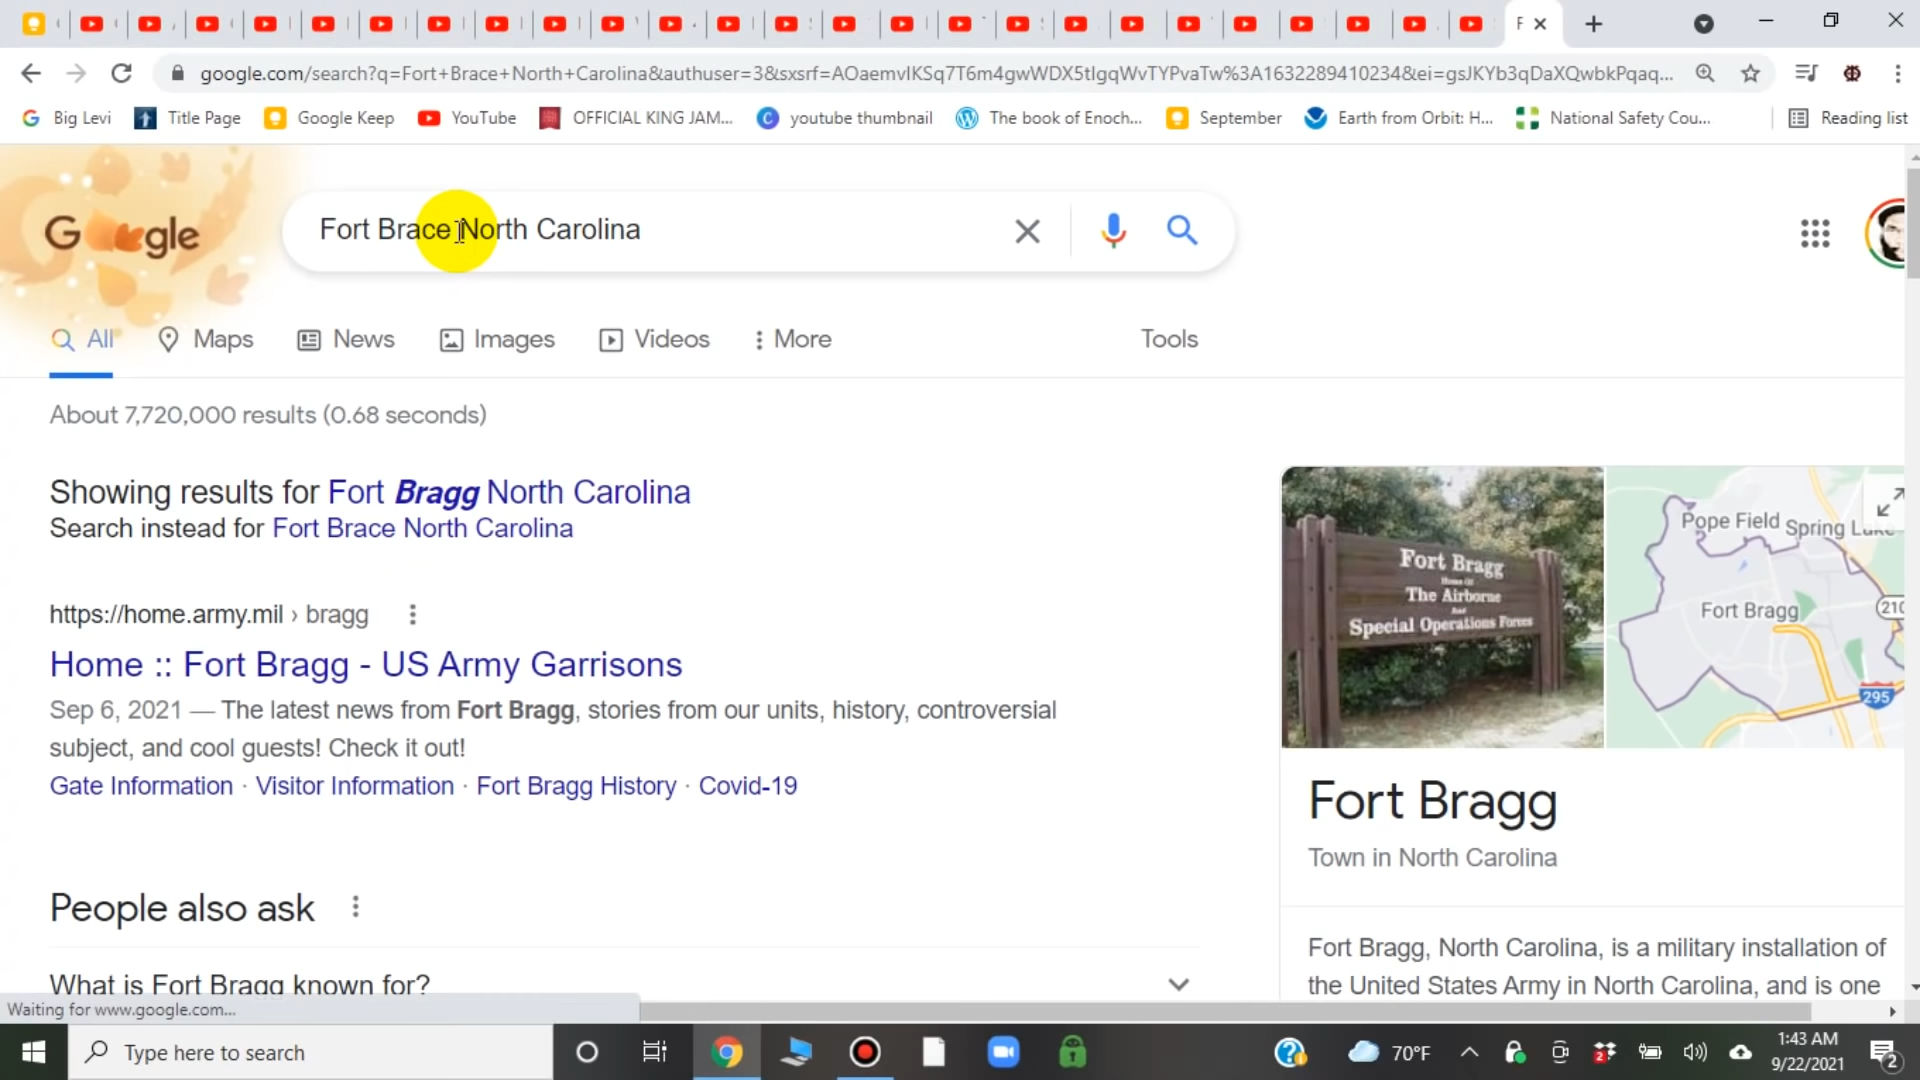 google.com/search?q=Fort+Brace+North+Carolina&authuser=3&sxsrf=AOaemvIKSq7T6m4gwWDX5tIgqWvTYPvaTw%3A1632289410234&ei=gsJKYb3qDaXQwbkPqaq...
Big Levi Title Page Google Keep YouTube OFFICIAL KING JAM... youtube thumbnail The book of Enoch... September Earth from Orbit: H... National Safety Cou... Reading list
Google
Fort Brace North Carolina
All Maps News Images Videos More Tools
About 7,720,000 results (0.68 seconds)
Showing results for Fort Bragg North Carolina
Search instead for Fort Brace North Carolina
https://home.army.mil › bragg
Home :: Fort Bragg - US Army Garrisons
Sep 6, 2021 — The latest news from Fort Bragg, stories from our units, history, controversial
subject, and cool guests! Check it out!
Gate Information · Visitor Information · Fort Bragg History · Covid-19
People also ask
What is Fort Bragg known for?
Fort Bragg
Home Of
The Airborne
And
Special Operations Forces
Pope Field Spring Lake
Fort Bragg
210
295
Fort Bragg
Town in North Carolina
Fort Bragg, North Carolina, is a military installation of
the United States Army in North Carolina, and is one
Waiting for www.google.com...
Type here to search
70°F
2
1:43 AM
9/22/2021
2